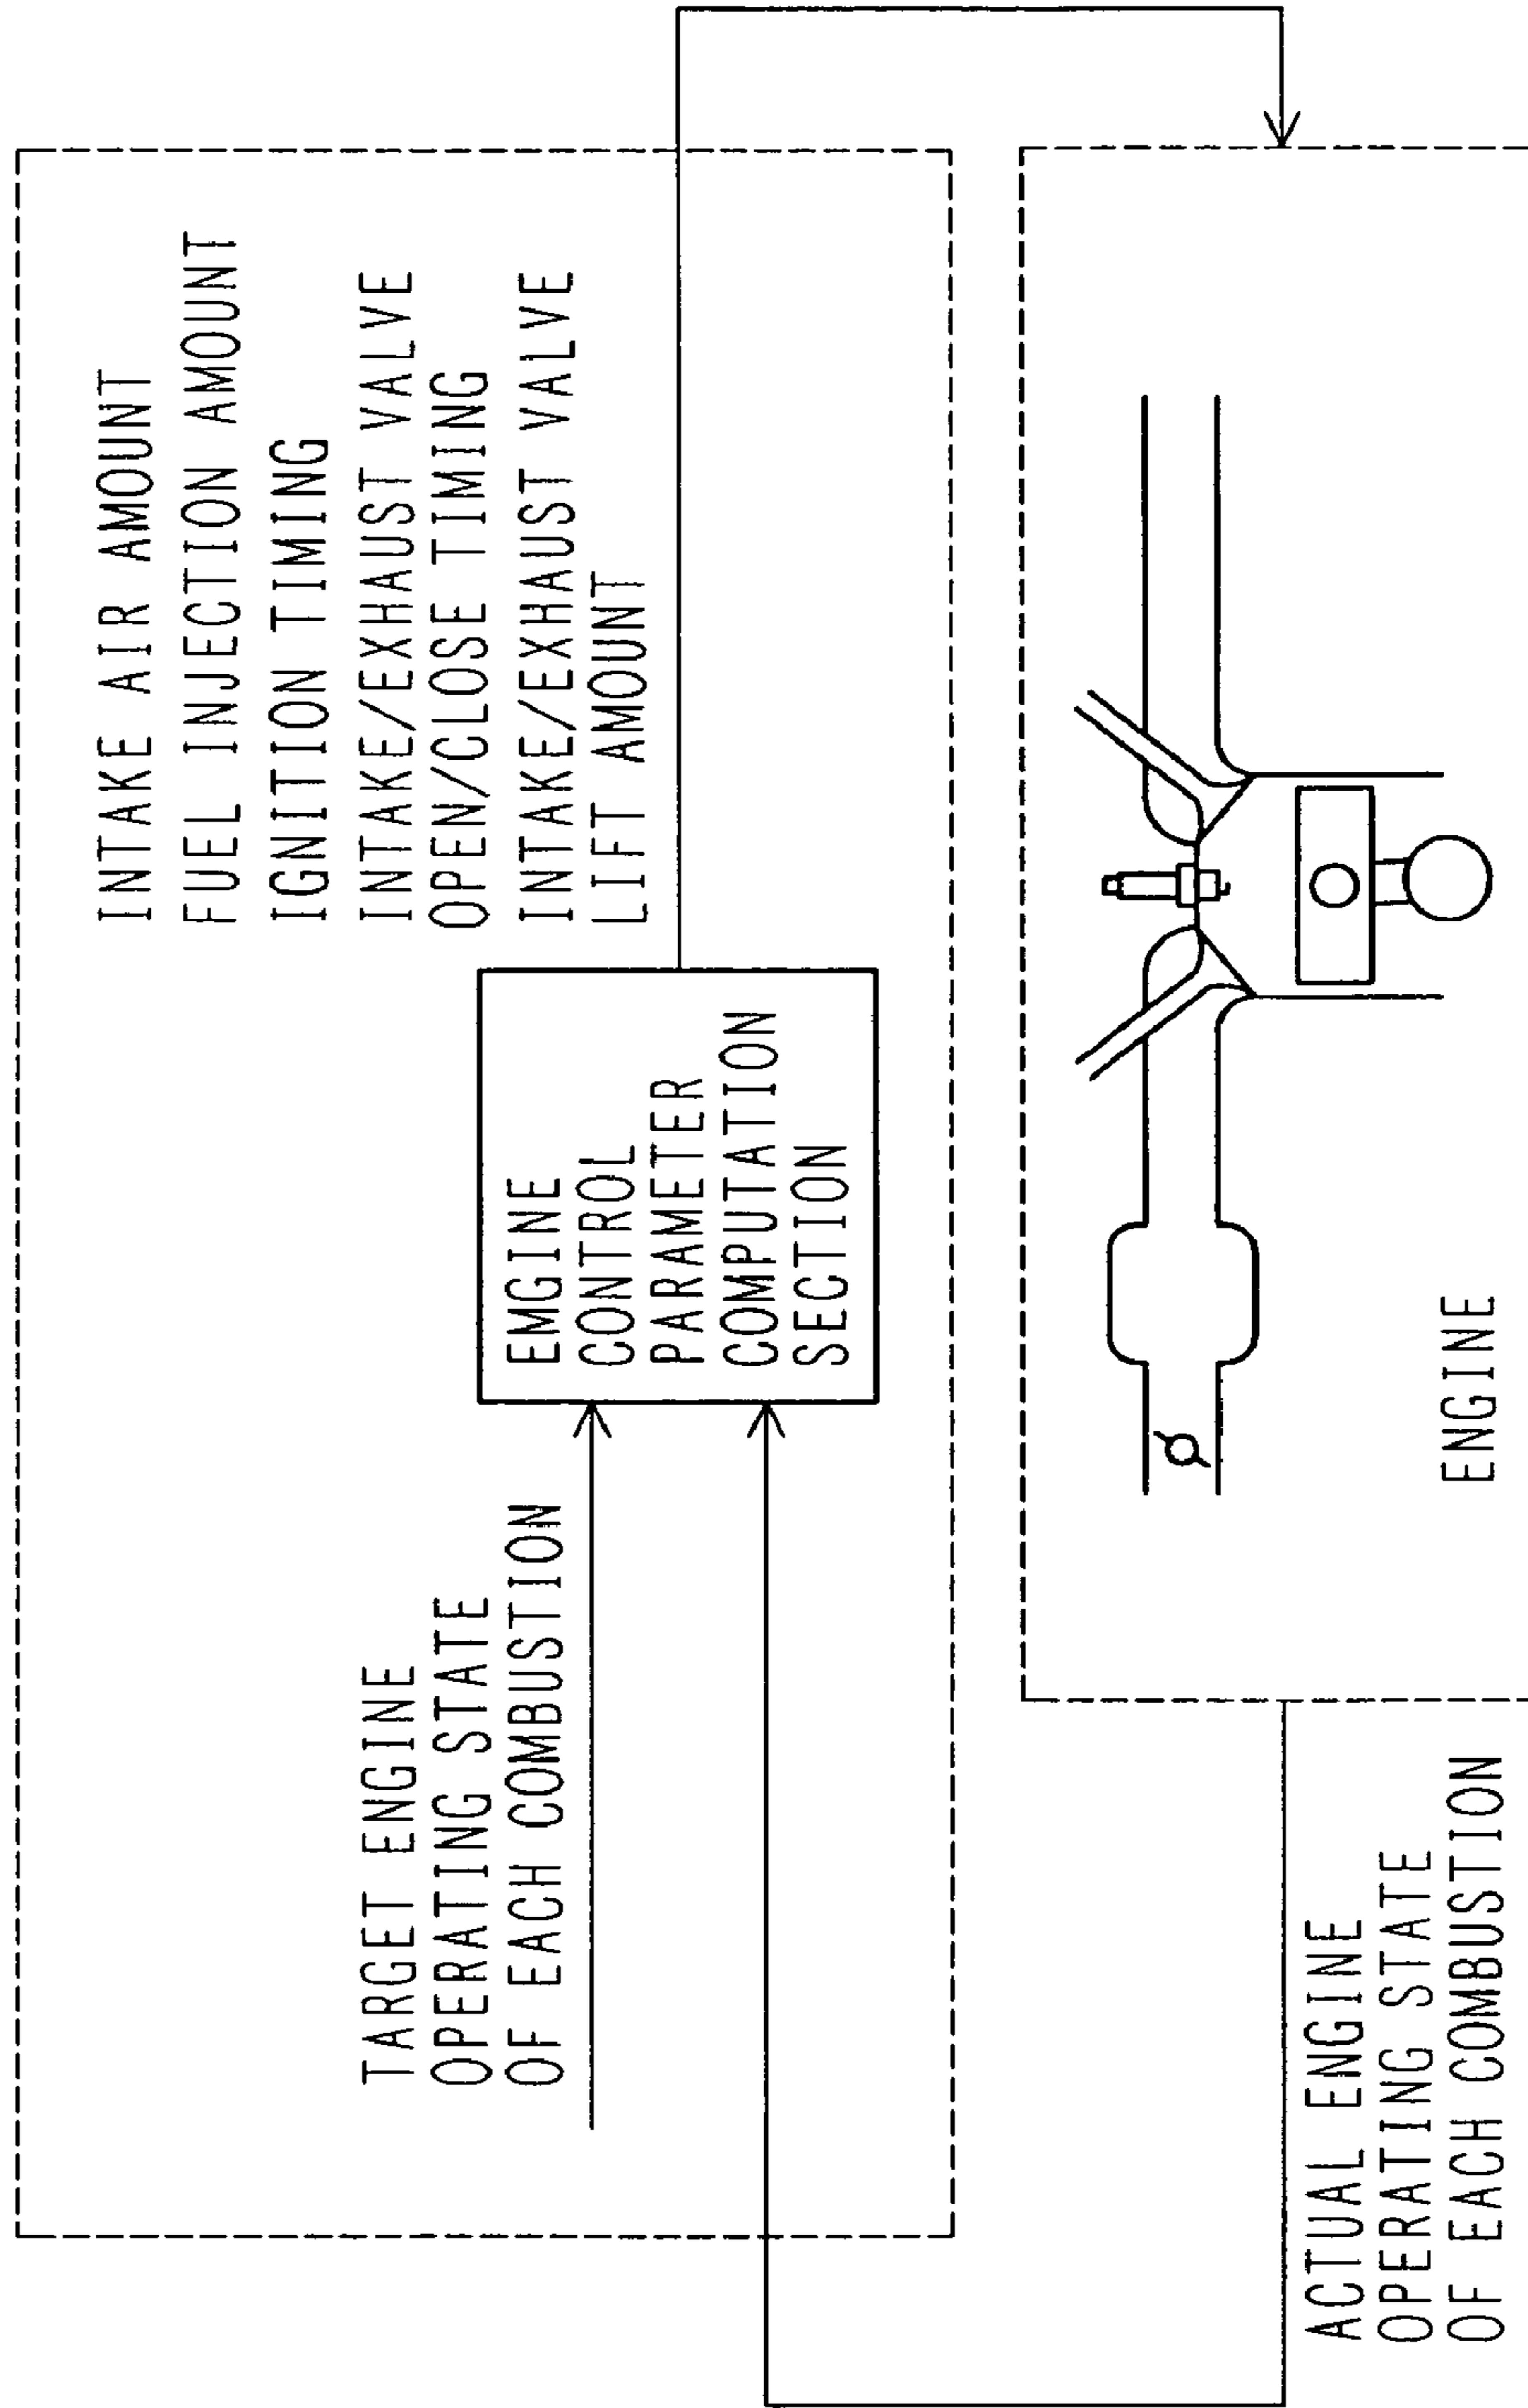 INTAKE AIR AMOUNT
FUEL INJECTION AMOUNT
IGNITION TIMING
INTAKE/EXHAUST VALVE
OPEN/CLOSE TIMING
INTAKE/EXHAUST VALVE
LIFT AMOUNT
TARGET ENGINE
OPERATING STATE
OF EACH COMBUSTION
EMGINE
CONTROL
PARAMETER
COMPUTATION
SECTION
ENGINE
ACTUAL ENGINE
OPERATING STATE
OF EACH COMBUSTION